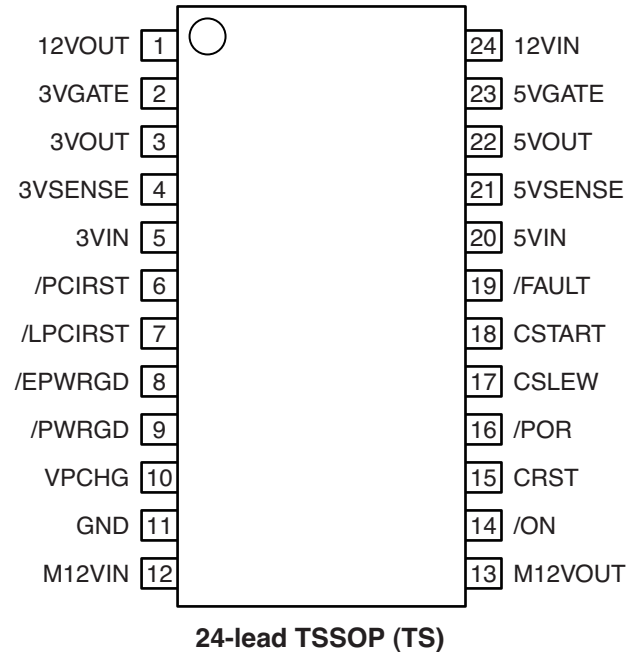 12VOUT 1 24 12VIN
3VGATE 2 23 5VGATE
3VOUT 3 22 5VOUT
3VSENSE 4 21 5VSENSE
3VIN 5 20 5VIN
/PCIRST 6 19 /FAULT
/LPCIRST 7 18 CSTART
/EPWRGD 8 17 CSLEW
/PWRGD 9 16 /POR
VPCHG 10 15 CRST
GND 11 14 /ON
M12VIN 12 13 M12VOUT
24-lead TSSOP (TS)